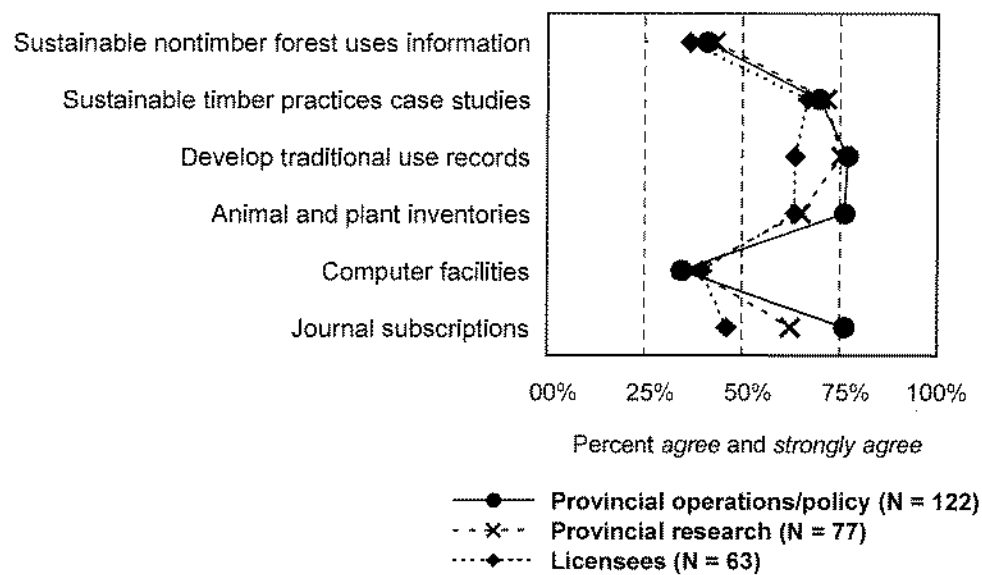 Sustainable nontimber forest uses information
Sustainable timber practices case studies
Develop traditional use records
Animal and plant inventories
Computer facilities
Journal subscriptions
00% 25% 50% 75% 100%
Percent agree and strongly agree
Provincial operations/policy (N = 122)
Provincial research (N = 77)
Licensees (N = 63)